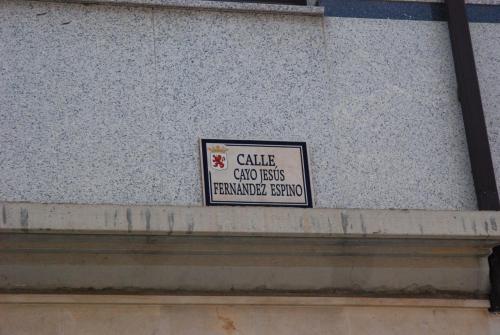 CALLE
CAYO JESÚS
FERNÁNDEZ ESPINO